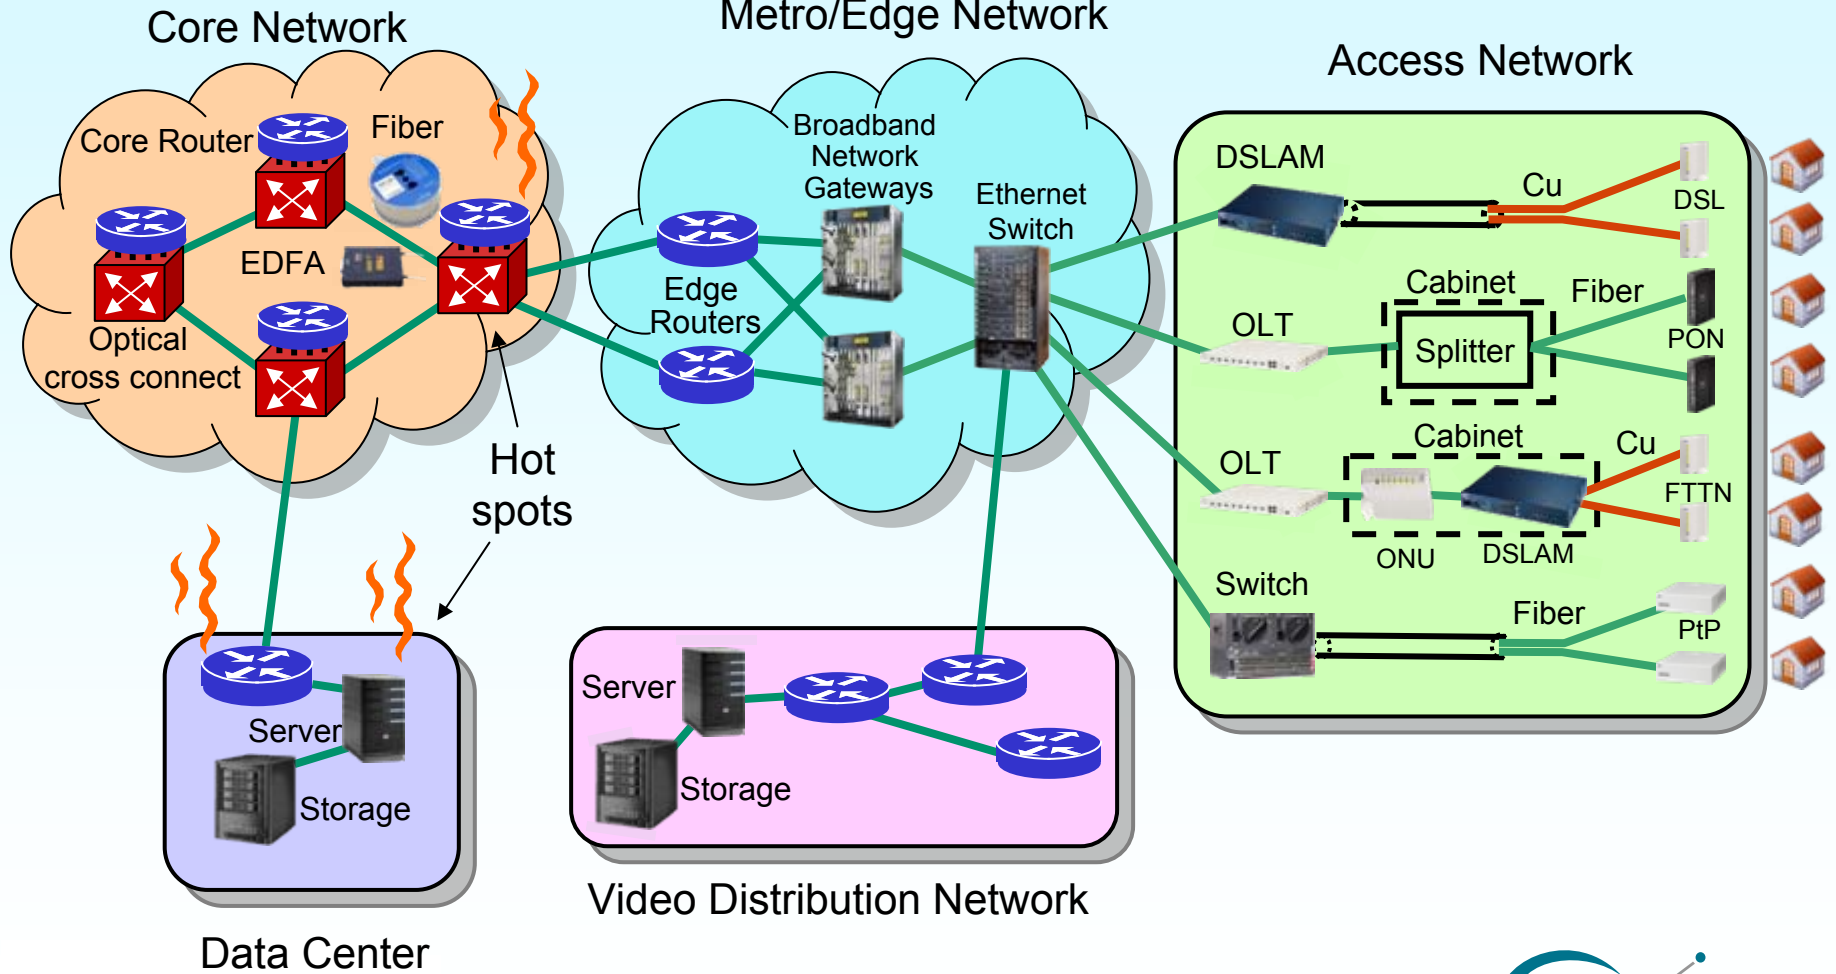 Core Network
Metro/Edge Network
Access Network
Core Router
Fiber
EDFA
Optical
cross connect
Hot
spots
Broadband
Network
Gateways
Ethernet
Switch
Edge
Routers
DSLAM
Cu
DSL
Cabinet
Fiber
OLT
Splitter
PON
Cabinet
Cu
OLT
FTTN
ONU
DSLAM
Switch
Fiber
PtP
Server
Storage
Data Center
Server
Storage
Video Distribution Network